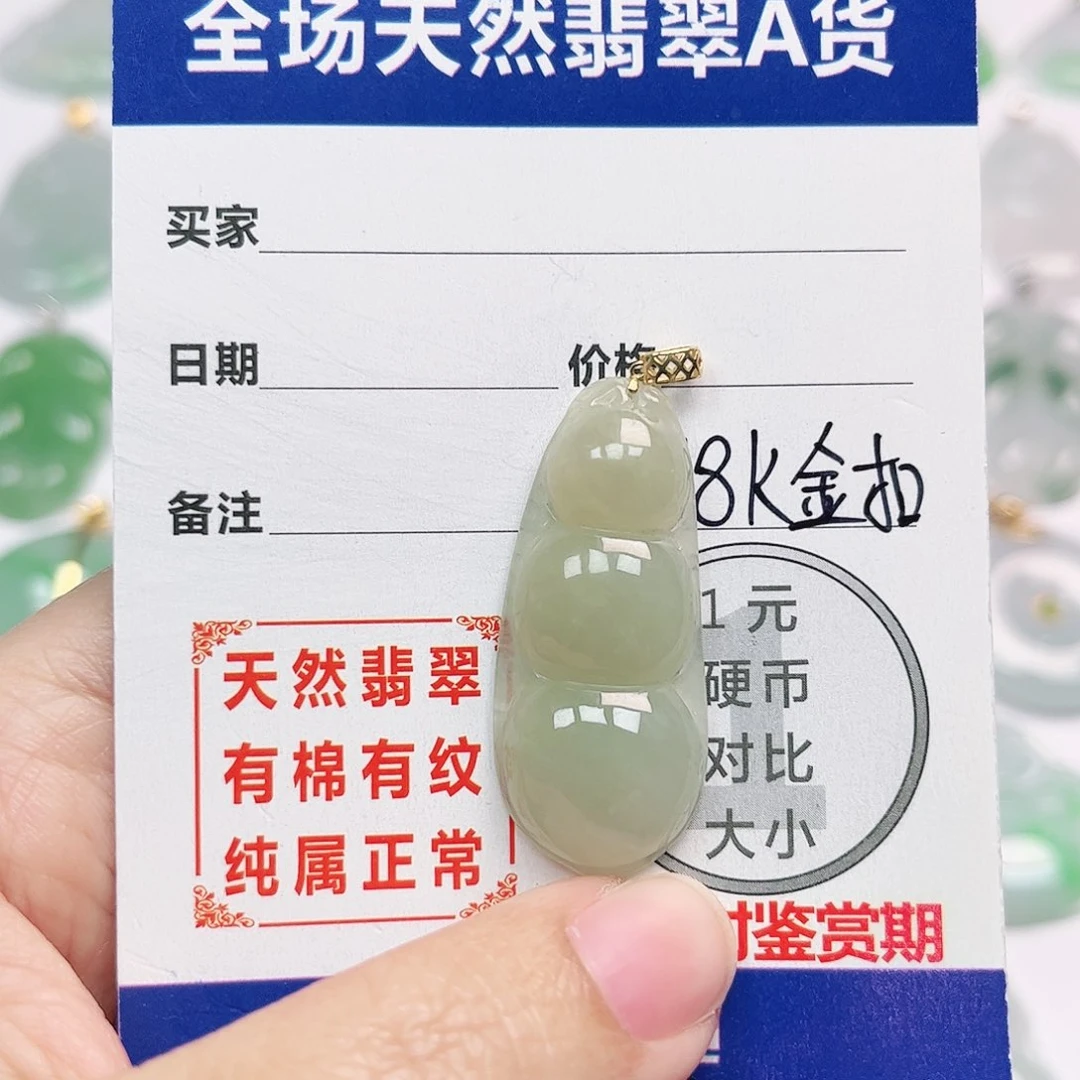 全场天然翡翠A货
买家
日期 价格
备注
8K金扣
天然翡翠
有棉有纹
纯属正常
1元
硬币
对比
大小
时鉴赏期